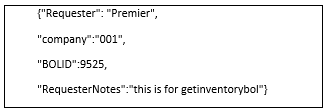 {"Requester": "Premier",
"company":"001",
"BOLID":9525,
"RequesterNotes":"this is for getinventorybol"}